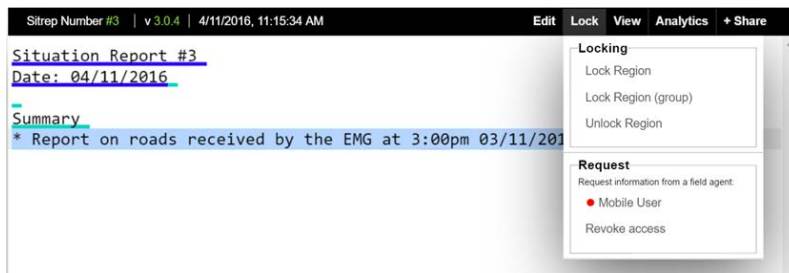 Sitrep Number #3 | v 3.0.4 | 4/11/2016, 11:15:34 AM Edit Lock View Analytics + Share
Situation Report #3
Date: 04/11/2016
Summary
* Report on roads received by the EMG at 3:00pm 03/11/201
Locking
Lock Region
Lock Region (group)
Unlock Region
Request
Request information from a field agent:
Mobile User
Revoke access